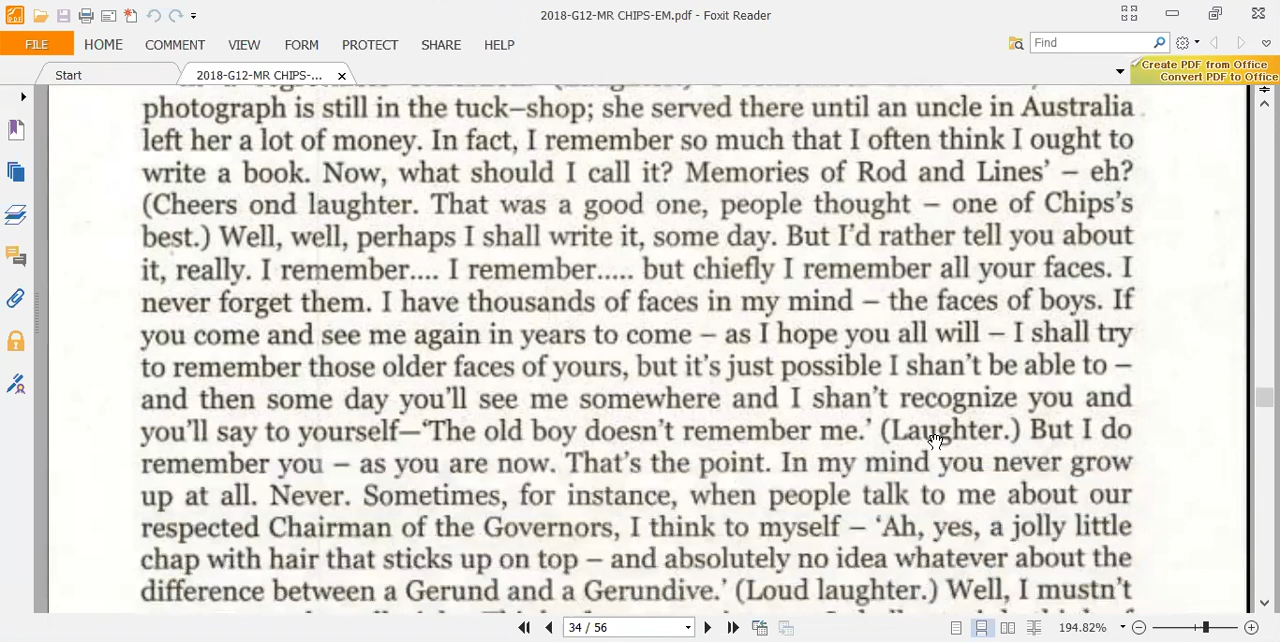 2018-G12-MR CHIPS-EM.pdf - Foxit Reader
FILE HOME COMMENT VIEW FORM PROTECT SHARE HELP Find
Start 2018-G12-MR CHIPS-... Create PDF from Office
Convert PDF to Office
photograph is still in the tuck–shop; she served there until an uncle in Australia
left her a lot of money. In fact, I remember so much that I often think I ought to
write a book. Now, what should I call it? Memories of Rod and Lines’ – eh?
(Cheers ond laughter. That was a good one, people thought – one of Chips’s
best.) Well, well, perhaps I shall write it, some day. But I’d rather tell you about
it, really. I remember.... I remember..... but chiefly I remember all your faces. I
never forget them. I have thousands of faces in my mind – the faces of boys. If
you come and see me again in years to come – as I hope you all will – I shall try
to remember those older faces of yours, but it’s just possible I shan’t be able to –
and then some day you’ll see me somewhere and I shan’t recognize you and
you’ll say to yourself–‘The old boy doesn’t remember me.’ (Laughter.) But I do
remember you – as you are now. That’s the point. In my mind you never grow
up at all. Never. Sometimes, for instance, when people talk to me about our
respected Chairman of the Governors, I think to myself – ‘Ah, yes, a jolly little
chap with hair that sticks up on top – and absolutely no idea whatever about the
difference between a Gerund and a Gerundive.’ (Loud laughter.) Well, I mustn’t
34 / 56 194.82%